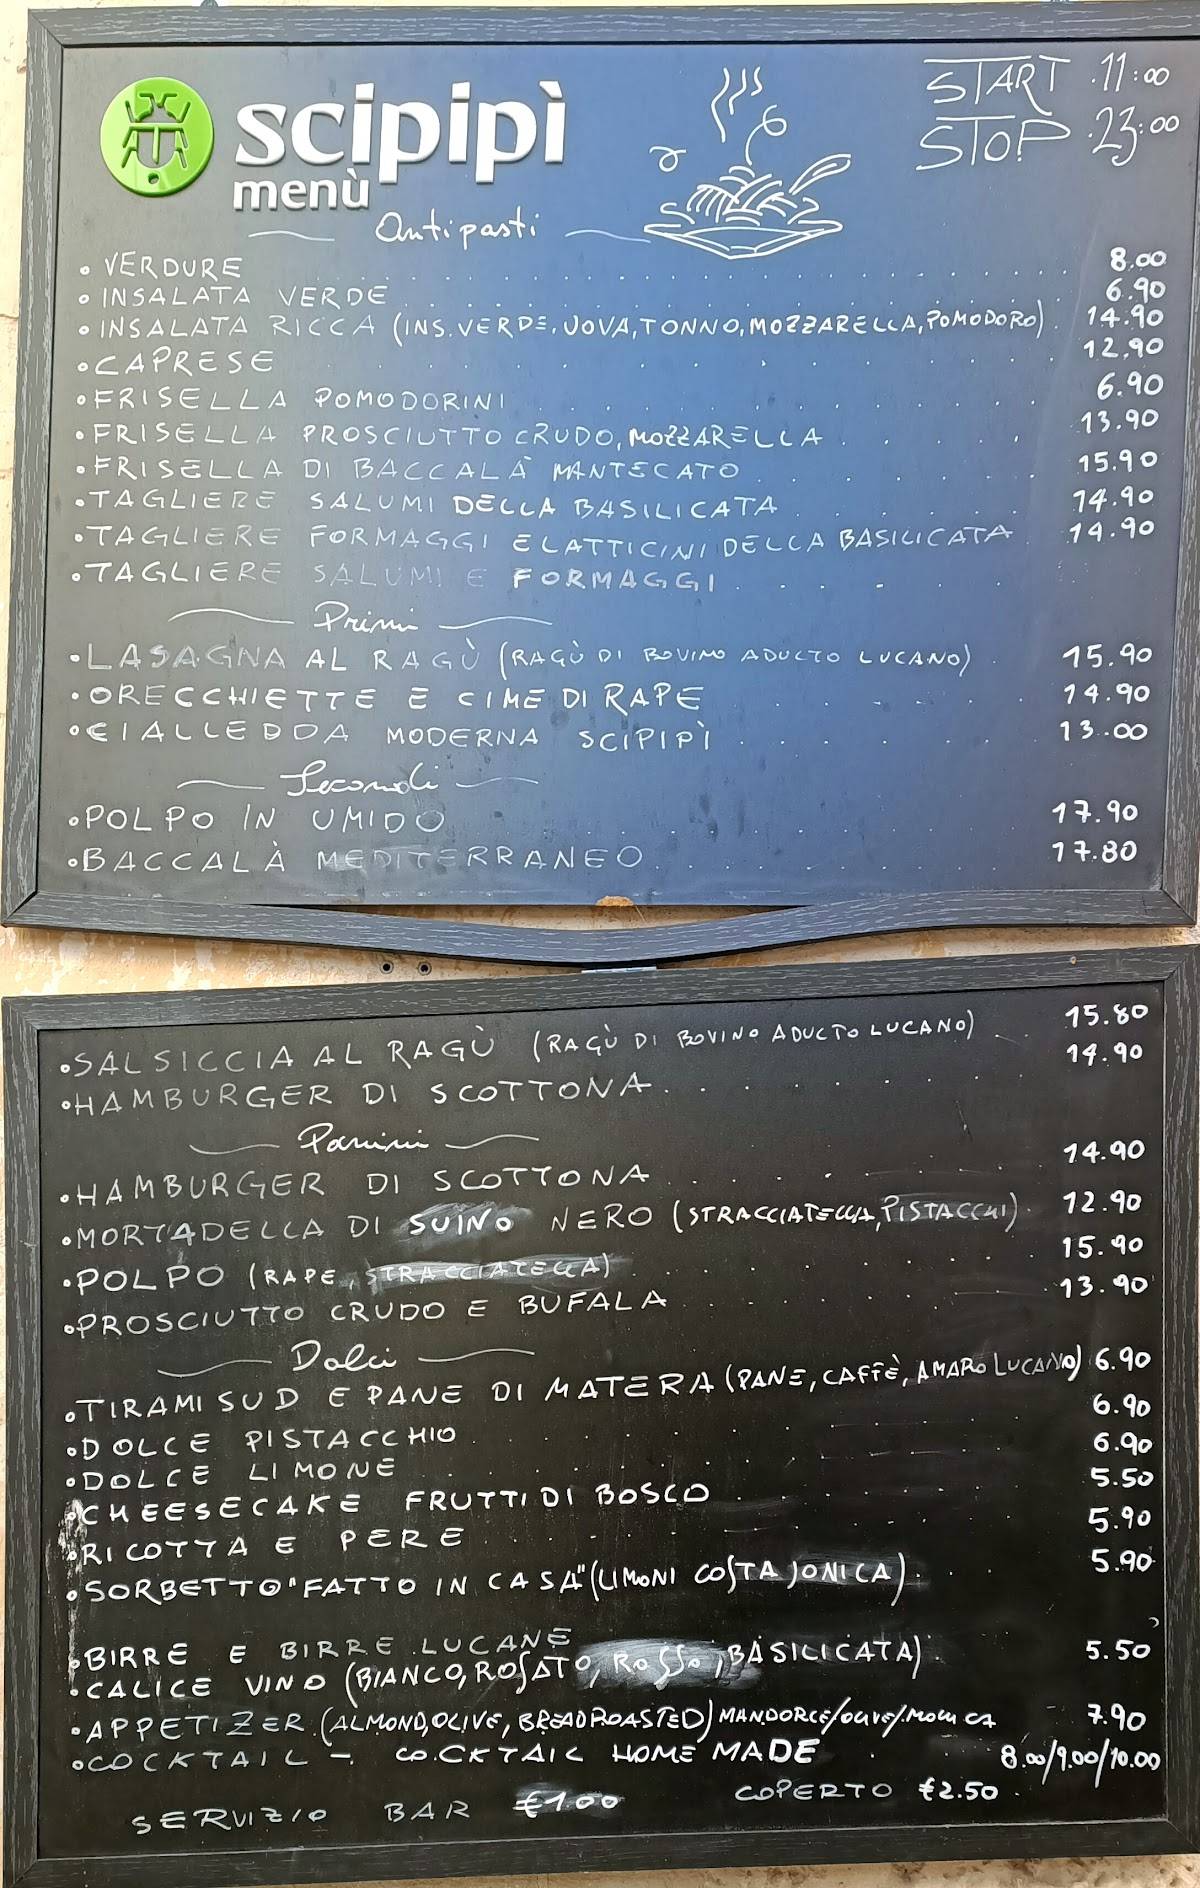 scipipì
menù
START 11:00
STOP 23:00
Antipasti
• VERDURE 8.00
• INSALATA VERDE 6.90
• INSALATA RICCA (INS.VERDE, UOVA, TONNO, MOZZARELLA, POMODORO) 14.90
• CAPRESE 12.90
• FRISELLA POMODORINI 6.90
• FRISELLA PROSCIUTTO CRUDO, MOZZARELLA 13.90
• FRISELLA DI BACCALÀ MANTECATO 15.90
• TAGLIERE SALUMI DELLA BASILICATA 14.90
• TAGLIERE FORMAGGI E LATTICINI DELLA BASILICATA 14.90
• TAGLIERE SALUMI E FORMAGGI
Primi
• LASAGNA AL RAGÙ (RAGÙ DI BOVINO ADULTO LUCANO) 15.90
• ORECCHIETTE E CIME DI RAPE 14.90
• CIALLEDDA MODERNA SCIPIPÌ 13.00
Secondi
• POLPO IN UMIDO 17.90
• BACCALÀ MEDITERRANEO 17.80
• SALSICCIA AL RAGÙ (RAGÙ DI BOVINO ADULTO LUCANO) 15.80
• HAMBURGER DI SCOTTONA 14.90
Panini
• HAMBURGER DI SCOTTONA 14.90
• MORTADELLA DI SUINO NERO (STRACCIATELLA, PISTACCHI) 12.90
• POLPO (RAPE, STRACCIATELLA) 15.90
• PROSCIUTTO CRUDO E BUFALA 13.90
Dolci
• TIRAMI SUD E PANE DI MATERA (PANE, CAFFÈ, AMARO LUCANO) 6.90
• DOLCE PISTACCHIO 6.90
• DOLCE LIMONE 6.90
• CHEESECAKE FRUTTI DI BOSCO 5.50
• RICOTTA E PERE 5.90
• SORBETTO "FATTO IN CASA" (LIMONI COSTA JONICA) 5.90
• BIRRE E BIRRE LUCANE
• CALICE VINO (BIANCO, ROSATO, ROSSO, BASILICATA) 5.50
• APPETIZER (ALMOND, OLIVE, BREADROASTED) MANDORLE/OLIVE/ 7.90
• COCKTAIL - COCKTAIL HOME MADE 8.00/9.00/10.00
SERVIZIO BAR €1.00 COPERTO €2.50